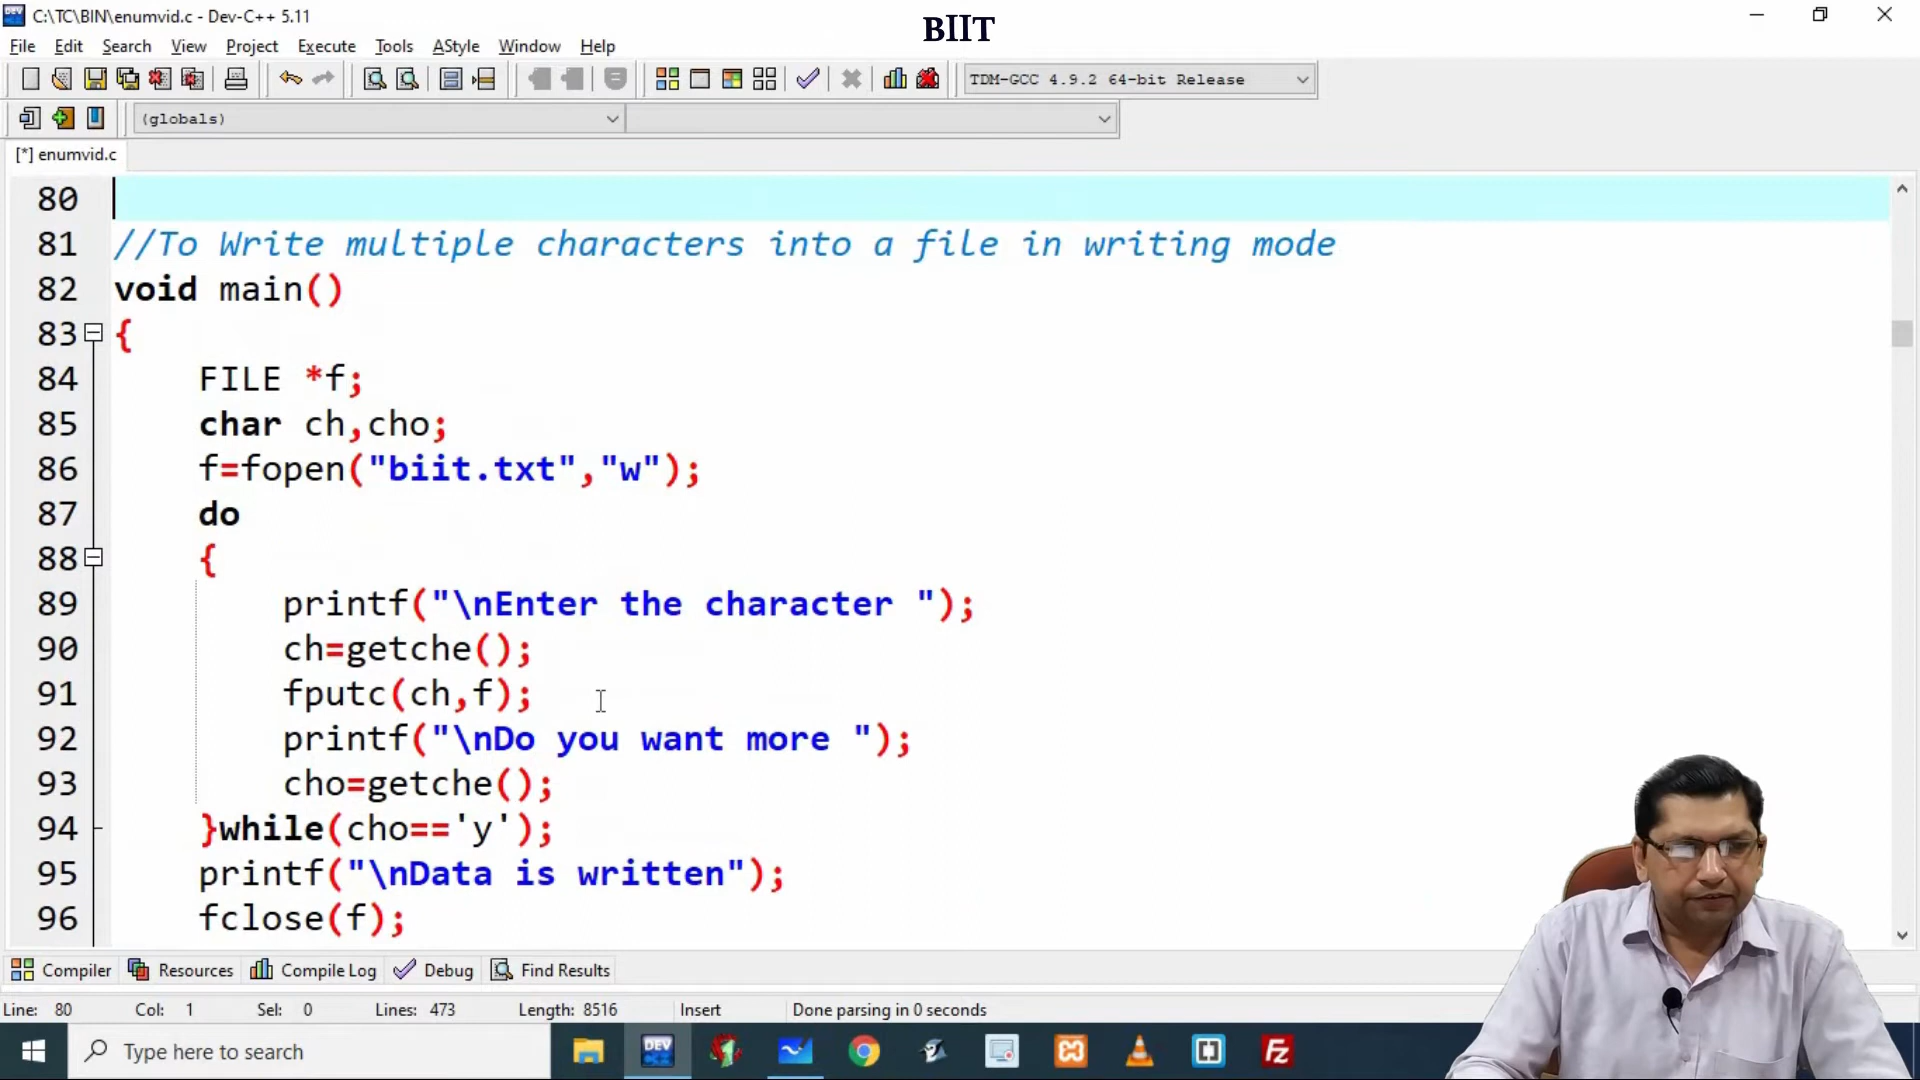 C:\TC\BIN\enumvid.c - Dev-C++ 5.11
BIIT
File Edit Search View Project Execute Tools AStyle Window Help
TDM-GCC 4.9.2 64-bit Release
(globals)
[*] enumvid.c
80
81 //To Write multiple characters into a file in writing mode
82 void main()
83 {
84 FILE *f;
85 char ch,cho;
86 f=fopen("biit.txt","w");
87 do
88 {
89 printf("\nEnter the character ");
90 ch=getche();
91 fputc(ch,f);
92 printf("\nDo you want more ");
93 cho=getche();
94 }while(cho=='y');
95 printf("\nData is written");
96 fclose(f);
Compiler Resources Compile Log Debug Find Results
Line: 80 Col: 1 Sel: 0 Lines: 473 Length: 8516 Insert Done parsing in 0 seconds
Type here to search DEV C++ Fz